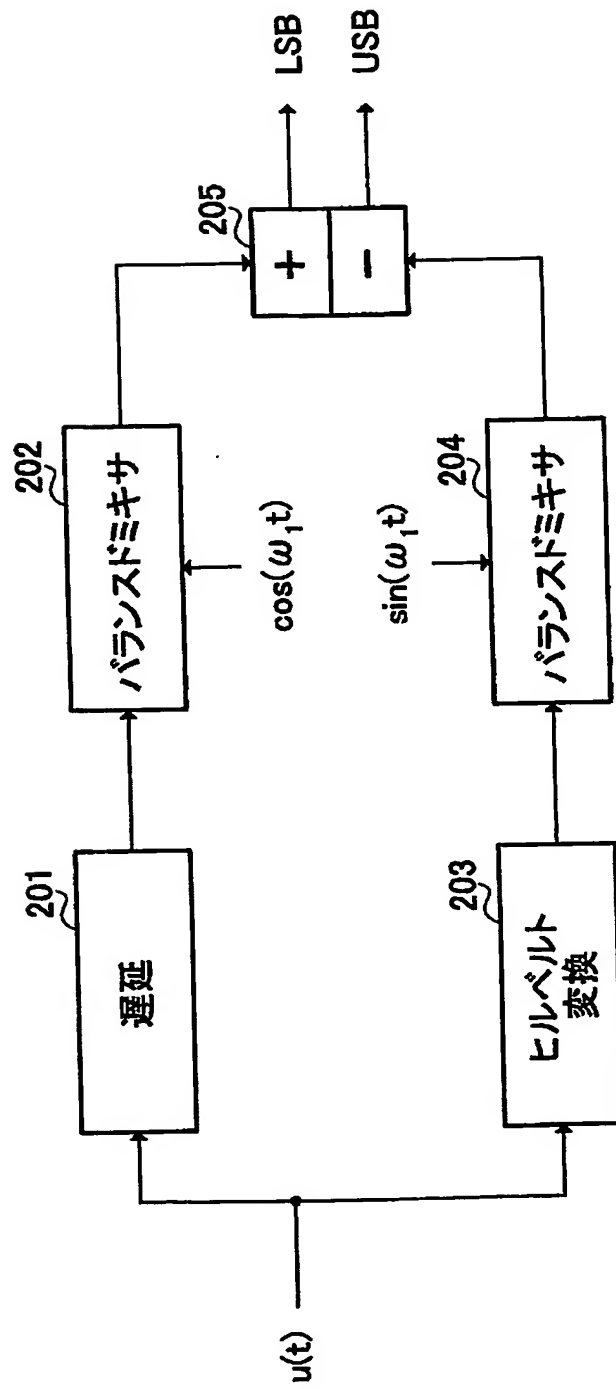 u(t)
201
遅延
202
バランスドミキサ
cos(ω₁t)
203
ヒルベルト
変換
204
バランスドミキサ
sin(ω₁t)
205
+
−
LSB
USB